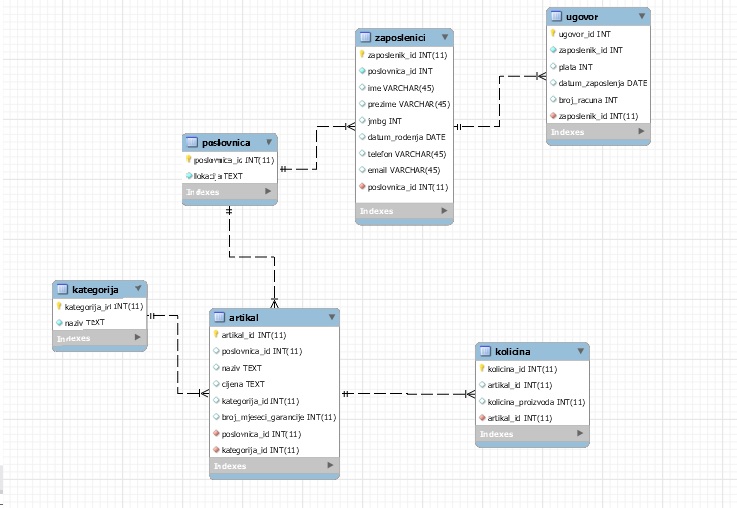 ugovor
ugovor_id INT
zaposlenik_id INT
plata INT
datum_zaposlenja DATE
broj_racuna INT
zaposlenik_id INT(11)
Indexes
zaposlenici
zaposlenik_id INT(11)
poslovnica_id INT
ime VARCHAR(45)
prezime VARCHAR(45)
jmbg INT
datum_rodenja DATE
telefon VARCHAR(45)
email VARCHAR(45)
poslovnica_id INT(11)
Indexes
poslovnica
poslovnica_id INT(11)
llokacija TEXT
Indexes
kategorija
kategorija_id INT(11)
naziv TEXT
Indexes
artikal
artikal_id INT(11)
poslovnica_id INT(11)
naziv TEXT
cijena TEXT
kategorija_id INT(11)
broj_mjeseci_garancije INT(11)
poslovnica_id INT(11)
kategorija_id INT(11)
Indexes
kolicina
kolicina_id INT(11)
artikal_id INT(11)
kolicina_proizvoda INT(11)
artikal_id INT(11)
Indexes